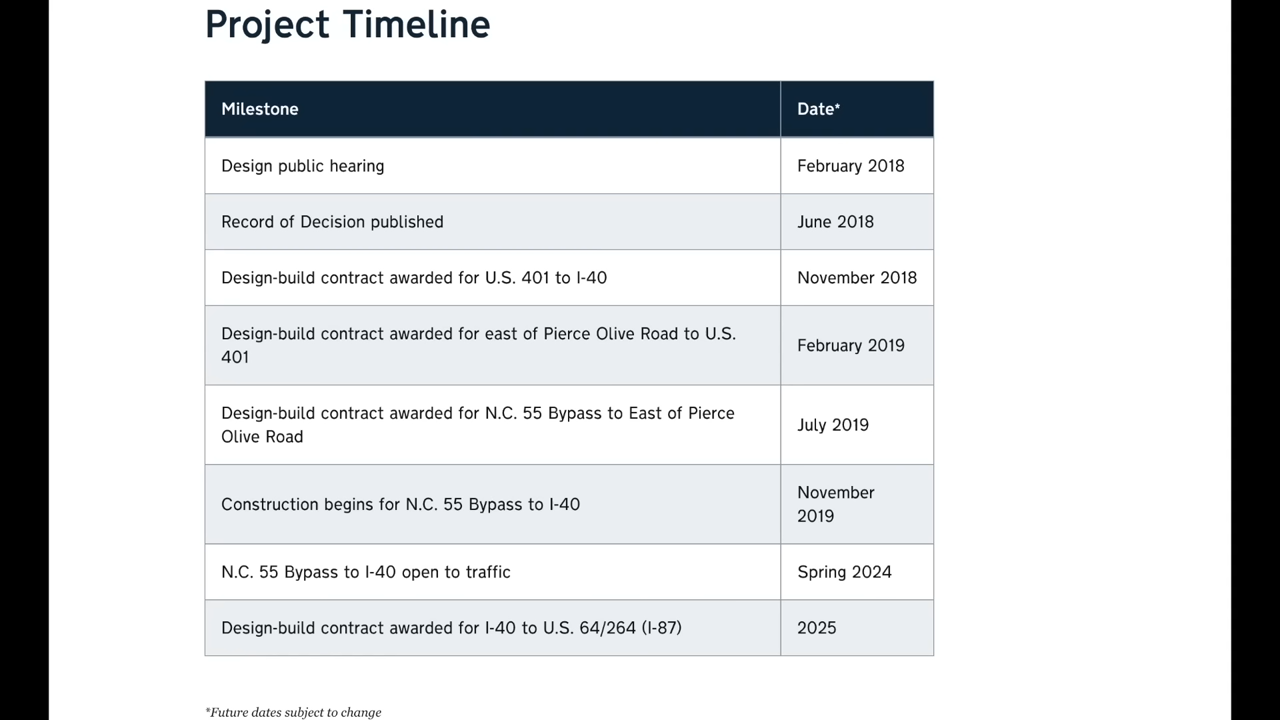 Project Timeline
Milestone
Date*
Design public hearing
February 2018
Record of Decision published
June 2018
Design-build contract awarded for U.S. 401 to I-40
November 2018
Design-build contract awarded for east of Pierce Olive Road to U.S.
401
February 2019
Design-build contract awarded for N.C. 55 Bypass to East of Pierce
Olive Road
July 2019
Construction begins for N.C. 55 Bypass to I-40
November
2019
N.C. 55 Bypass to I-40 open to traffic
Spring 2024
Design-build contract awarded for I-40 to U.S. 64/264 (I-87)
2025
*Future dates subject to change